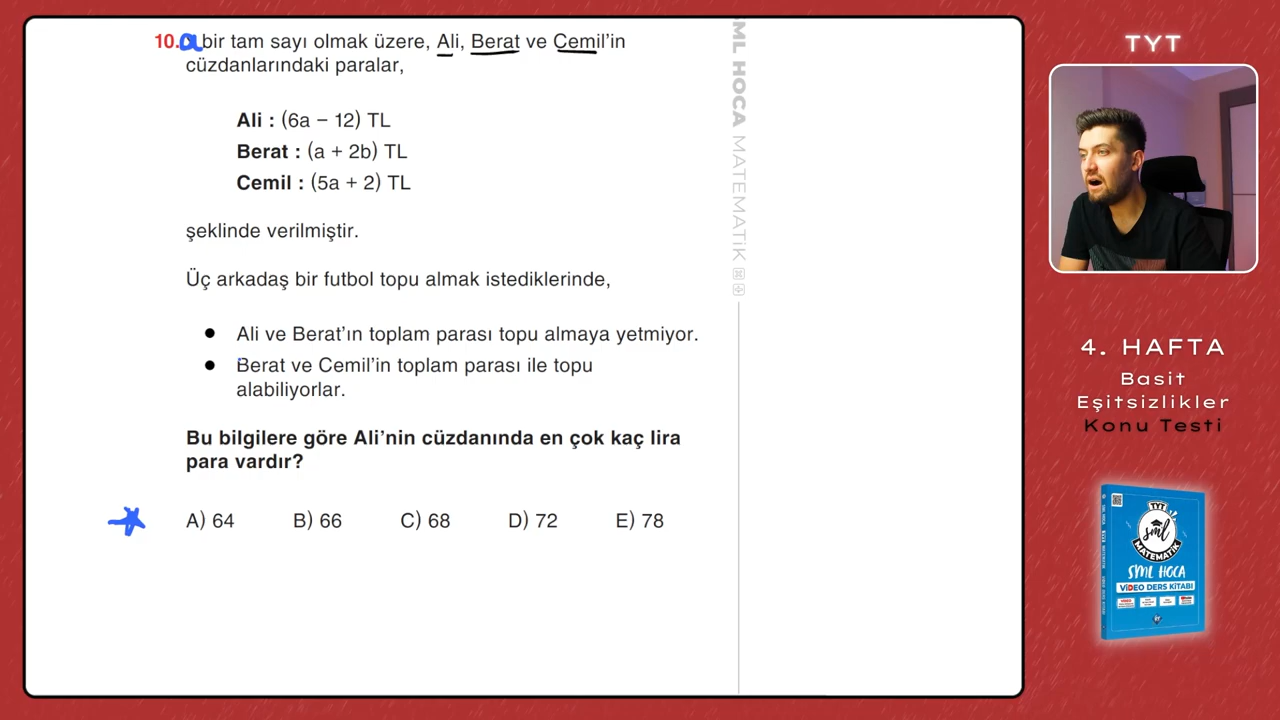 10. a bir tam sayı olmak üzere, Ali, Berat ve Cemil'in
cüzdanlarındaki paralar,
Ali : (6a − 12) TL
Berat : (a + 2b) TL
Cemil : (5a + 2) TL
şeklinde verilmiştir.
Üç arkadaş bir futbol topu almak istediklerinde,
● Ali ve Berat'ın toplam parası topu almaya yetmiyor.
● Berat ve Cemil'in toplam parası ile topu
alabiliyorlar.
Bu bilgilere göre Ali'nin cüzdanında en çok kaç lira
para vardır?
A) 64 B) 66 C) 68 D) 72 E) 78
ML HOCA MATEMATİK
TYT
4. HAFTA
Basit
Eşitsizlikler
Konu Testi
TYT
sml
MATEMATİK
SML HOCA
VİDEO DERS KİTABI